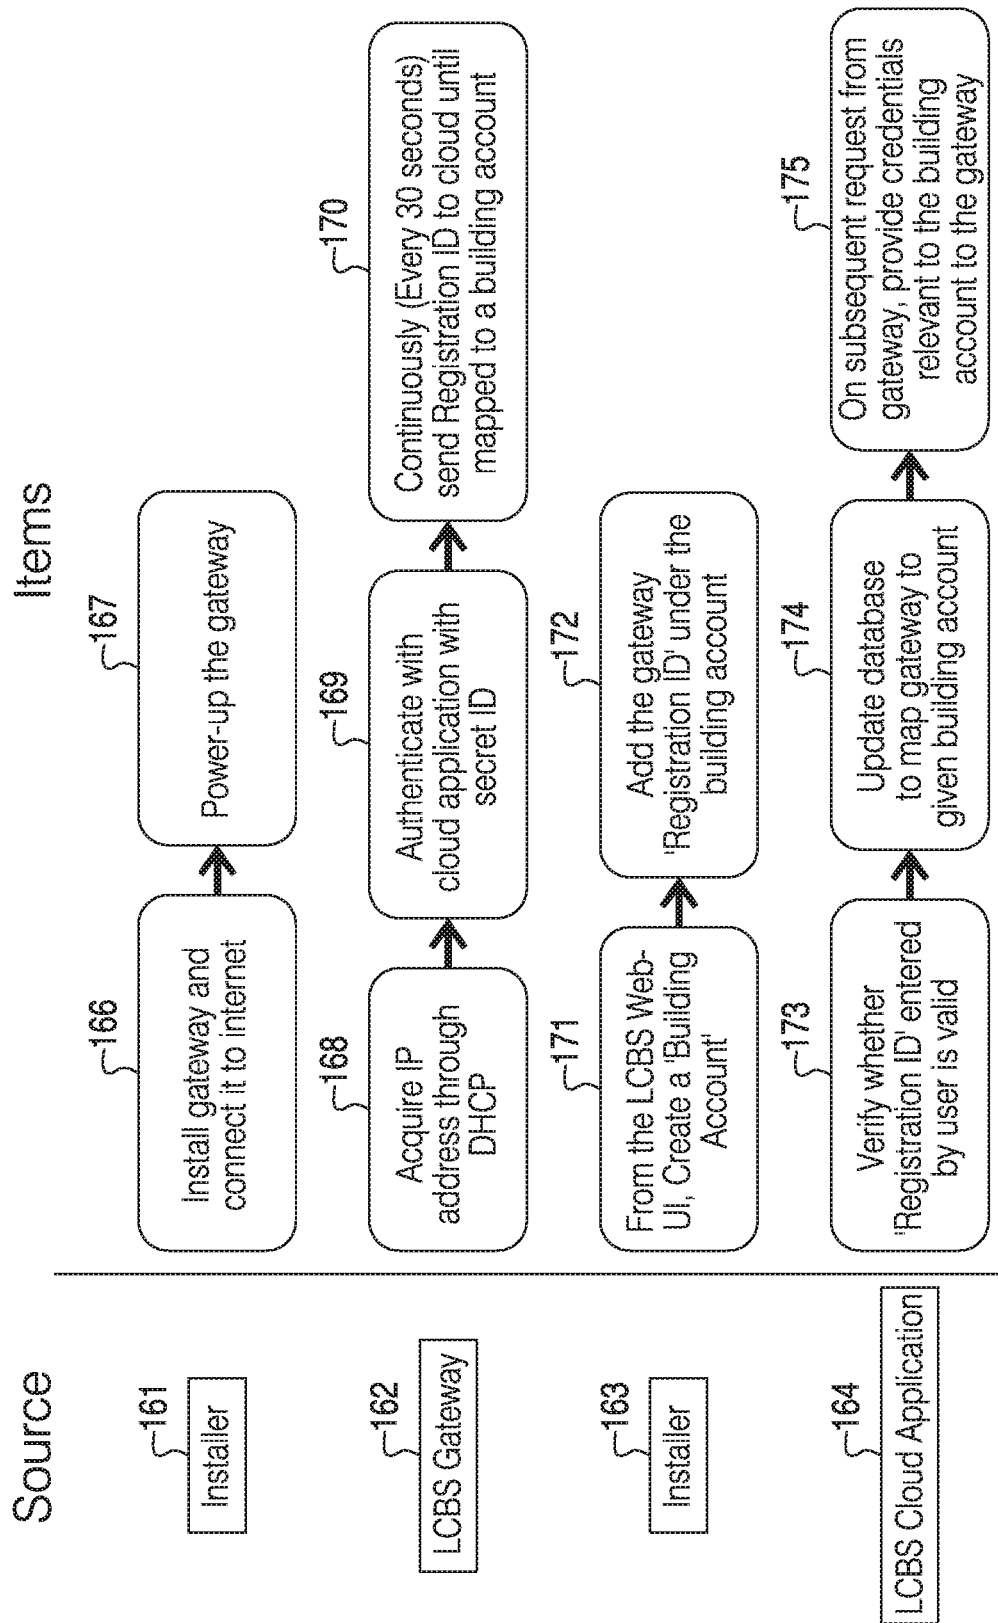 Source
Items
161
Installer
166
Install gateway and
connect it to internet
167
Power-up the gateway
162
LCBS Gateway
168
Acquire IP
address through
DHCP
169
Authenticate with
cloud application with
secret ID
170
Continuously (Every 30 seconds)
send Registration ID to cloud until
mapped to a building account
163
Installer
171
From the LCBS Web-
UI, Create a 'Building
Account'
172
Add the gateway
'Registration ID' under the
building account
164
LCBS Cloud Application
173
Verify whether
'Registration ID' entered
by user is valid
174
Update database
to map gateway to
given building account
175
On subsequent request from
gateway, provide credentials
relevant to the building
account to the gateway